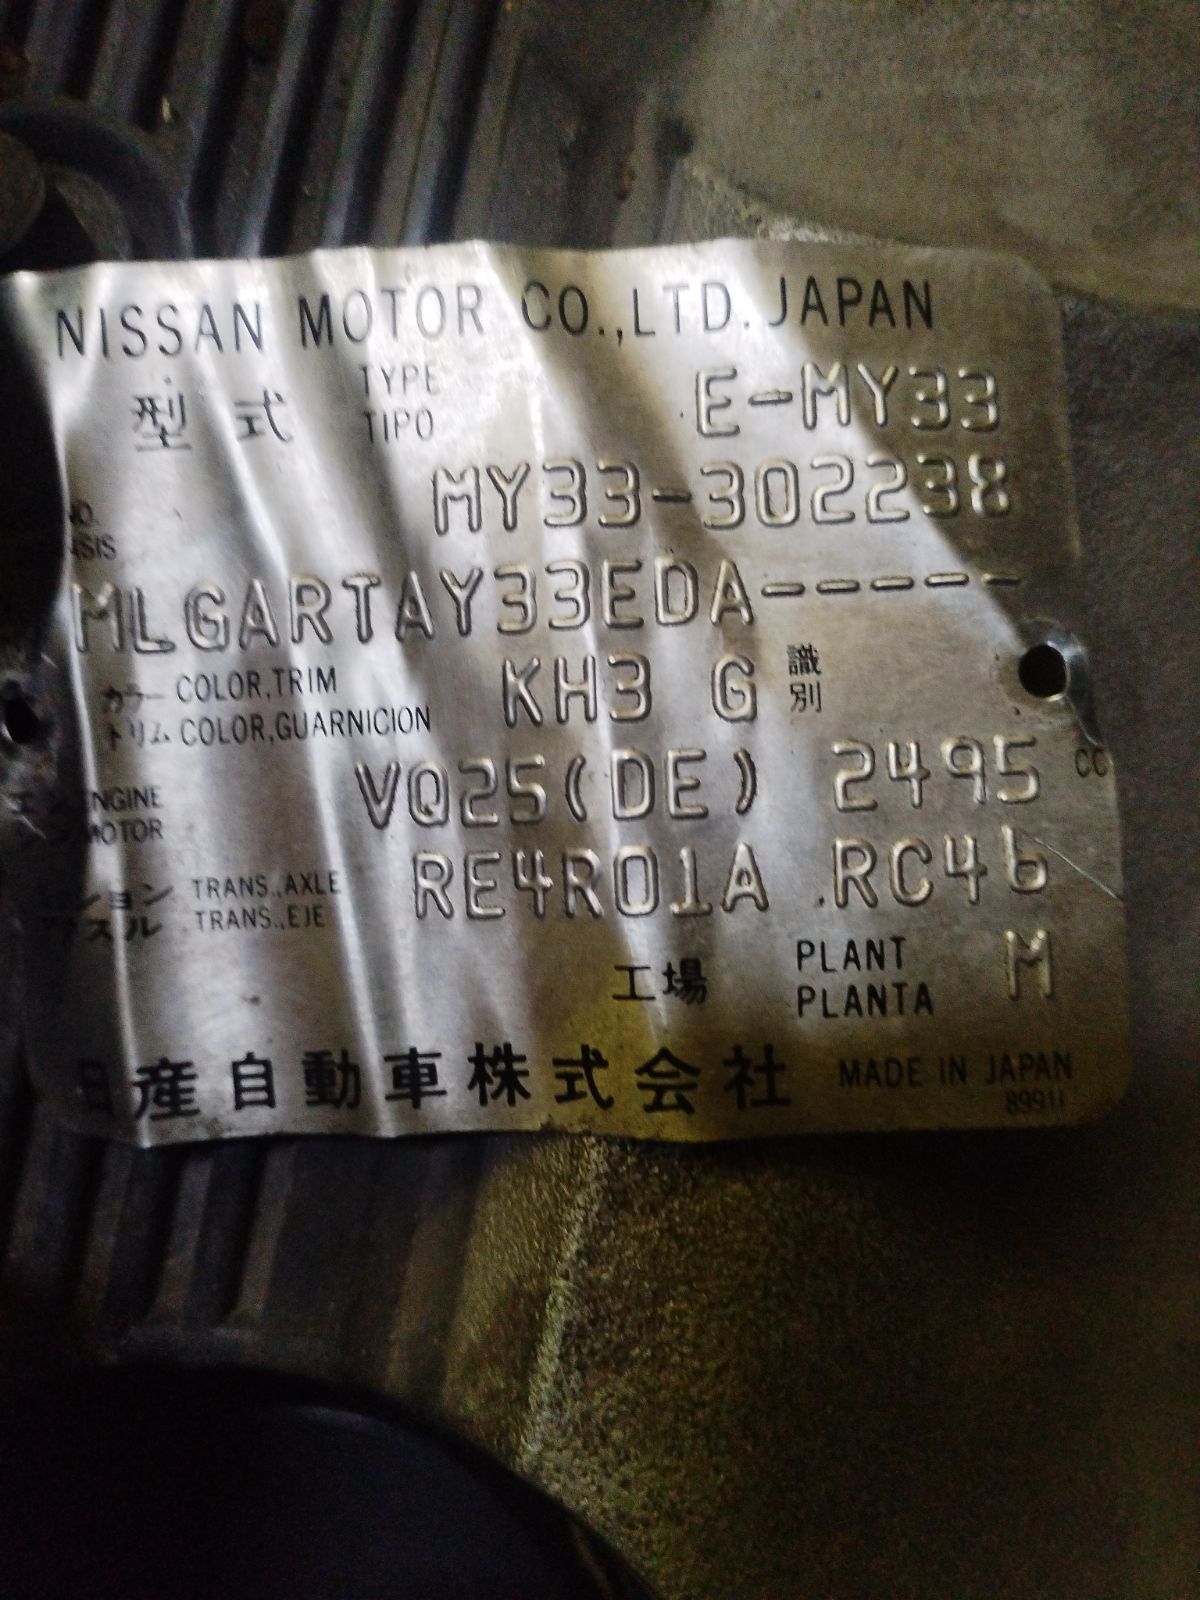 NISSAN MOTOR CO.,LTD.JAPAN
型式 TYPE E-MY33
TIPO
MY33-302238
NO.
MLGARTAY33EDA-----
カラー COLOR,TRIM KH3 G 識別
トリム COLOR,GUARNICION
VQ25(DE) 2495 CC
MOTOR
TRANS.,AXLE RE4R01A RC46
TRANS.,EJE
工場 PLANT M
PLANTA
日産自動車株式会社 MADE IN JAPAN
89911